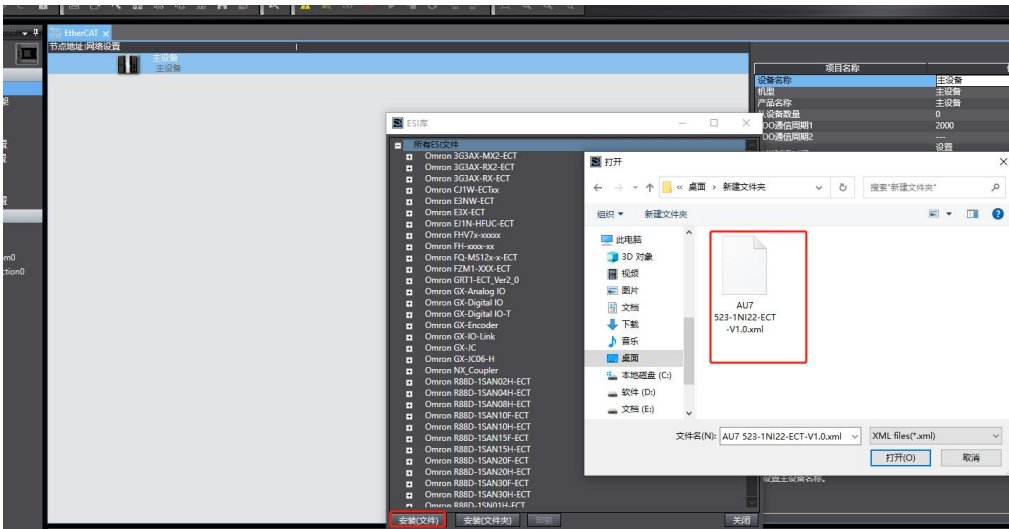 EtherCAT
节点地址|网络设置
主设备
主设备
项目名称
设备名称 主设备
机型 主设备
产品名称 主设备
从设备数量 0
PDO通信周期1 2000
DO通信周期2 ---
设置
m0
ction0
ESI库
所有ESI文件
Omron 3G3AX-MX2-ECT
Omron 3G3AX-RX2-ECT
Omron 3G3AX-RX-ECT
Omron CJ1W-ECTxx
Omron E3NW-ECT
Omron E3X-ECT
Omron EJ1N-HFUC-ECT
Omron FHV7x-xxxxx
Omron FH-xxxx-xx
Omron FQ-MS12x-x-ECT
Omron FZM1-XXX-ECT
Omron GRT1-ECT_Ver2_0
Omron GX-Analog IO
Omron GX-Digital IO
Omron GX-Digital IO-T
Omron GX-Encoder
Omron GX-IO-Link
Omron GX-JC
Omron GX-JC06-H
Omron NX_Coupler
Omron R88D-1SAN02H-ECT
Omron R88D-1SAN04H-ECT
Omron R88D-1SAN08H-ECT
Omron R88D-1SAN10F-ECT
Omron R88D-1SAN10H-ECT
Omron R88D-1SAN15F-ECT
Omron R88D-1SAN15H-ECT
Omron R88D-1SAN20F-ECT
Omron R88D-1SAN20H-ECT
Omron R88D-1SAN30F-ECT
Omron R88D-1SAN30H-ECT
Omron R88D-1SN01H-ECT
安装(文件) 安装(文件夹) 卸载 关闭
打开
« 桌面 › 新建文件夹 搜索"新建文件夹"
组织 新建文件夹
此电脑
3D 对象
视频
图片
文档
下载
音乐
桌面
本地磁盘 (C:)
软件 (D:)
文档 (E:)
AU7
523-1NI22-ECT
-V1.0.xml
文件名(N): AU7 523-1NI22-ECT-V1.0.xml XML files(*.xml)
打开(O) 取消
设置主设备名称。